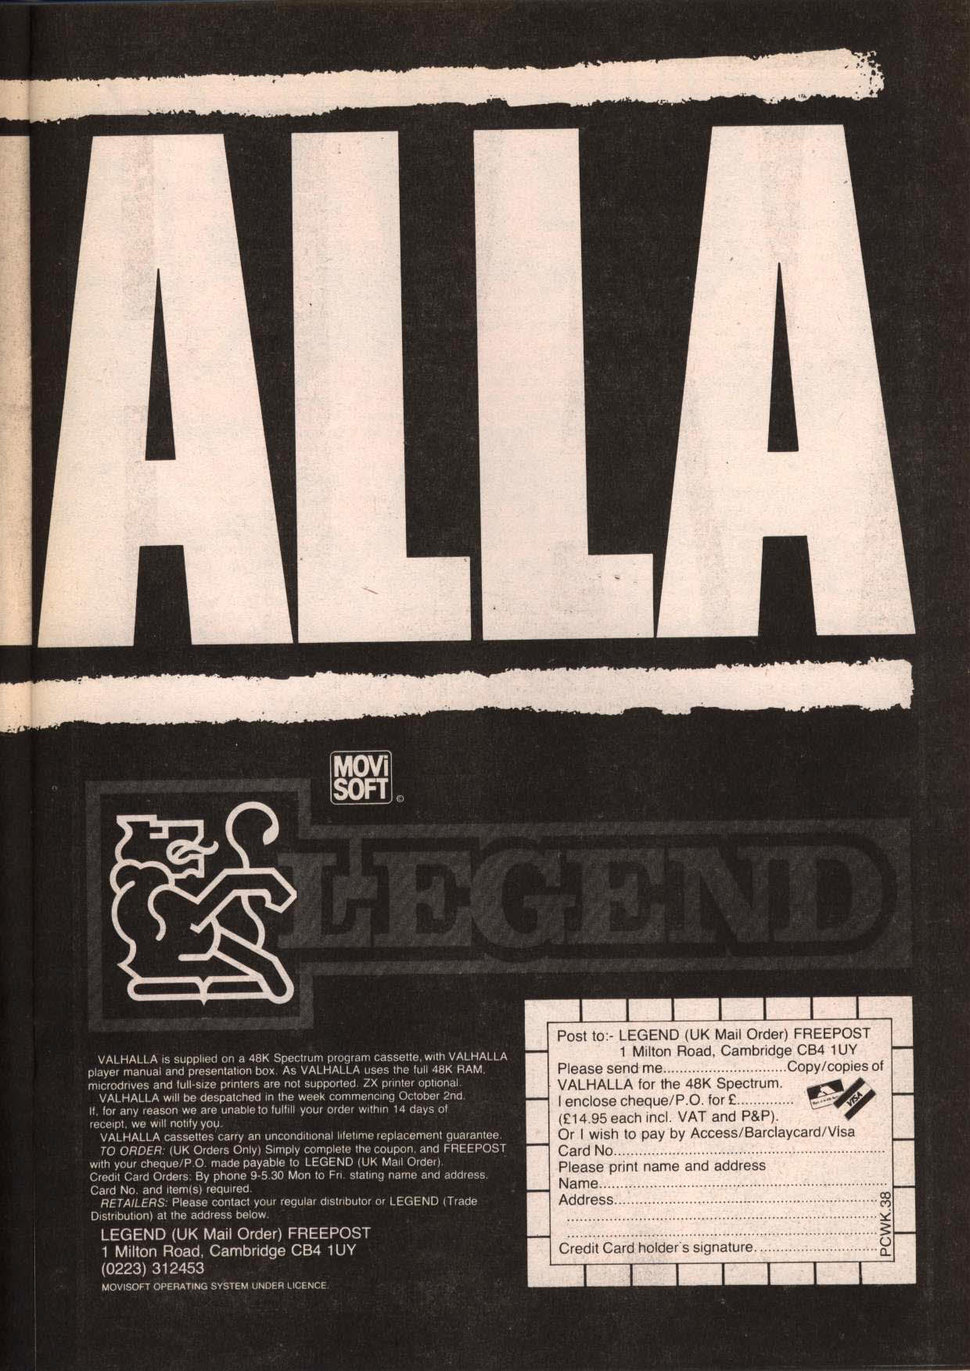 ALLA
MOVi
SOFT
©
LEGEND
VALHALLA is supplied on a 48K Spectrum program cassette, with VALHALLA
player manual and presentation box. As VALHALLA uses the full 48K RAM,
microdrives and full-size printers are not supported. ZX printer optional.
VALHALLA will be despatched in the week commencing October 2nd.
If, for any reason we are unable to fulfill your order within 14 days of
receipt, we will notify you.
VALHALLA cassettes carry an unconditional lifetime replacement guarantee.
TO ORDER: (UK Orders Only) Simply complete the coupon, and FREEPOST
with your cheque/P.O. made payable to LEGEND (UK Mail Order).
Credit Card Orders: By phone 9-5.30 Mon to Fri. stating name and address,
Card No. and item(s) required.
RETAILERS: Please contact your regular distributor or LEGEND (Trade
Distribution) at the address below.
LEGEND (UK Mail Order) FREEPOST
1 Milton Road, Cambridge CB4 1UY
(0223) 312453
MOVISOFT OPERATING SYSTEM UNDER LICENCE.
Post to:- LEGEND (UK Mail Order) FREEPOST
1 Milton Road, Cambridge CB4 1UY
Please send me..............................Copy/copies of
VALHALLA for the 48K Spectrum.
I enclose cheque/P.O. for £.............
(£14.95 each incl. VAT and P&P).
VISA
Or I wish to pay by Access/Barclaycard/Visa
Card No.................................................................
Please print name and address
Name....................................................................
Address.................................................................
Credit Card holder's signature..............................
PCWK.38